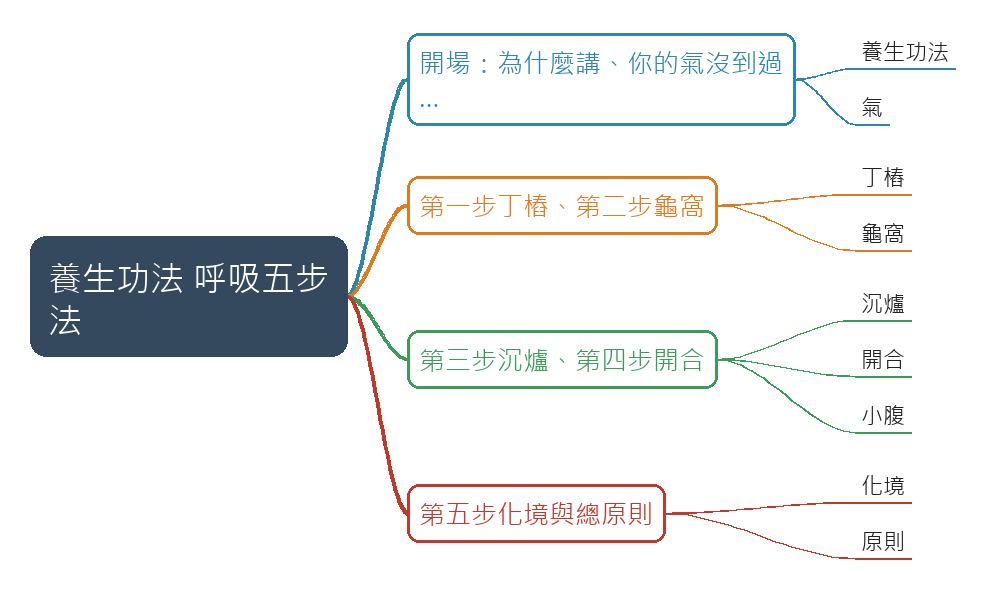 養生功法 呼吸五步
法
開場：為什麼講、你的氣沒到過
...
養生功法
氣
第一步丁樁、第二步龜窩
丁樁
龜窩
第三步沉爐、第四步開合
沉爐
開合
小腹
第五步化境與總原則
化境
原則